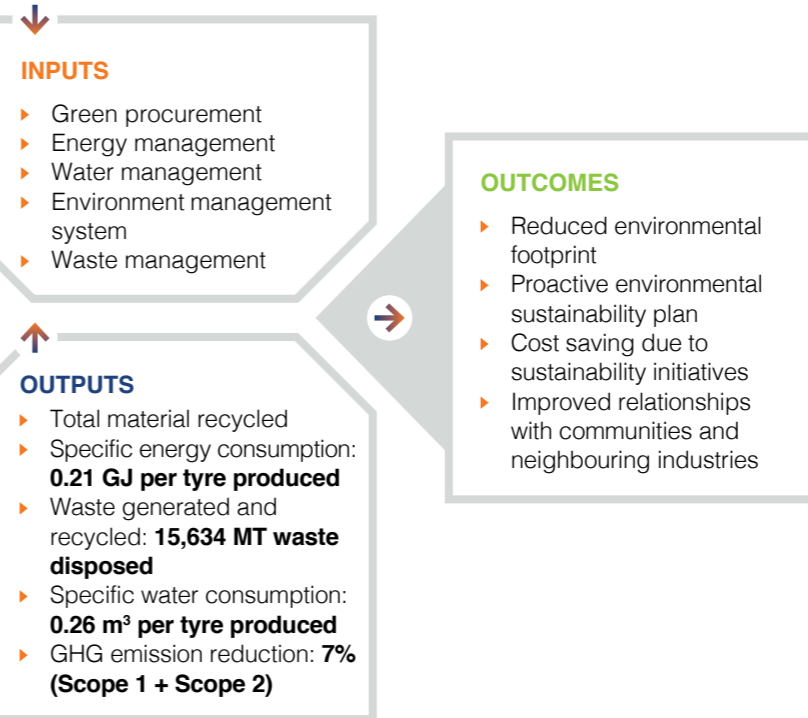 INPUTS
Green procurement
Energy management
Water management
Environment management
system
Waste management
OUTPUTS
Total material recycled
Specific energy consumption:
0.21 GJ per tyre produced
Waste generated and
recycled: 15,634 MT waste
disposed
Specific water consumption:
0.26 m³ per tyre produced
GHG emission reduction: 7%
(Scope 1 + Scope 2)
OUTCOMES
Reduced environmental
footprint
Proactive environmental
sustainability plan
Cost saving due to
sustainability initiatives
Improved relationships
with communities and
neighbouring industries